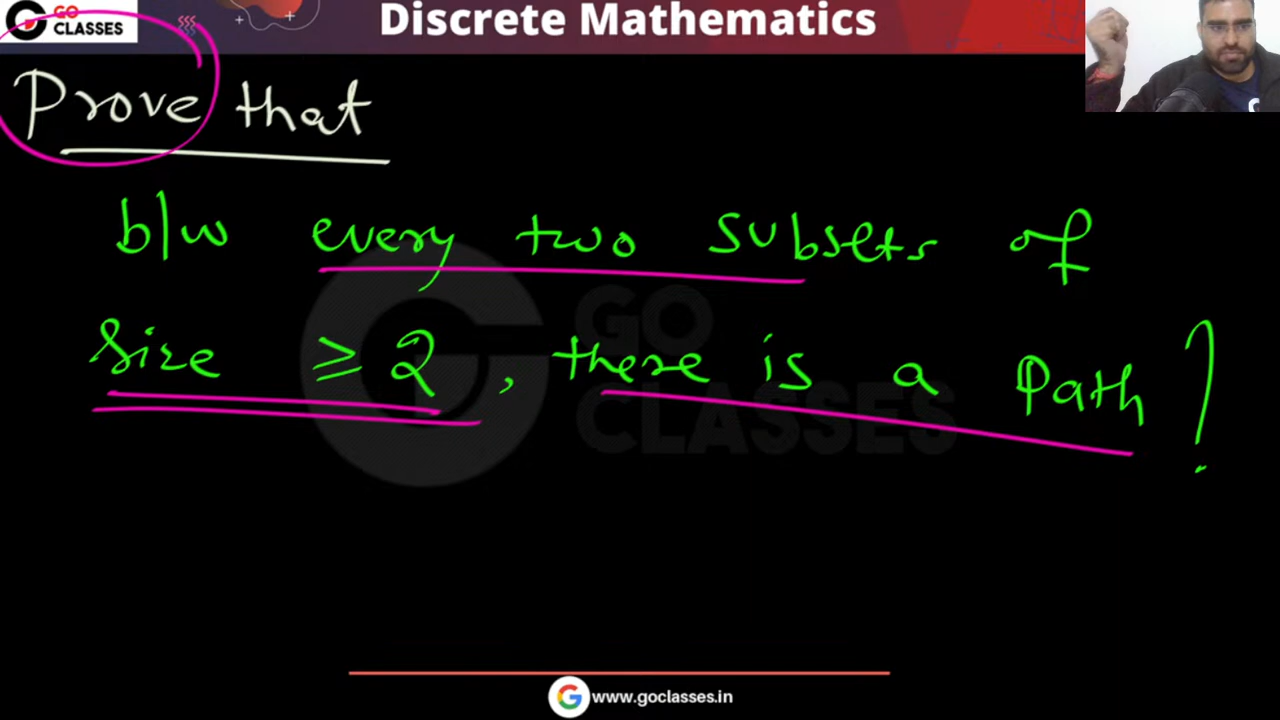 GO
CLASSES
Discrete Mathematics
Prove that
b/w every two subsets of
Size ≥ 2, there is a Path?
GO
CLASSES
www.goclasses.in